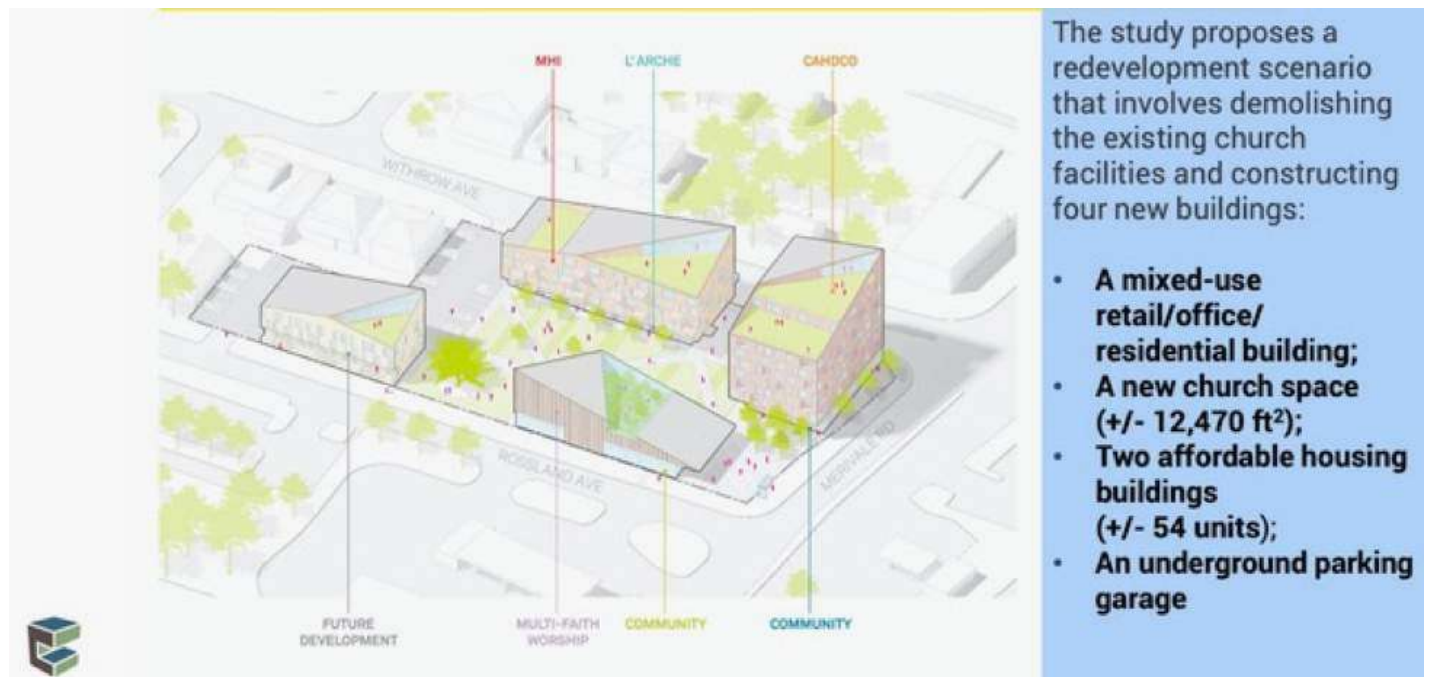 MHI
L'ARCHE
CAHDCO
WITHROW AVE
ROSSLAND AVE
MERIVALE RD
FUTURE
DEVELOPMENT
MULTI-FAITH
WORSHIP
COMMUNITY
COMMUNITY
The study proposes a
redevelopment scenario
that involves demolishing
the existing church
facilities and constructing
four new buildings:
• A mixed-use
retail/office/
residential building;
• A new church space
(+/- 12,470 ft²);
• Two affordable housing
buildings
(+/- 54 units);
• An underground parking
garage